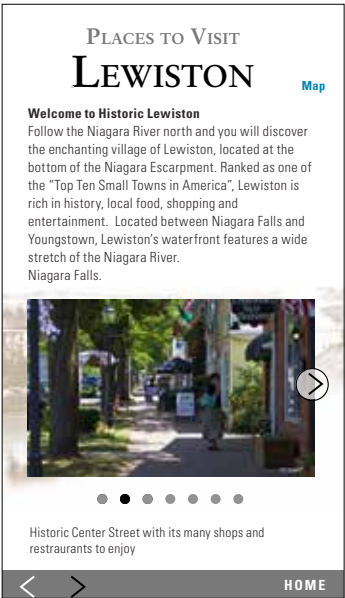 PLACES TO VISIT
LEWISTON
Map
Welcome to Historic Lewiston
Follow the Niagara River north and you will discover
the enchanting village of Lewiston, located at the
bottom of the Niagara Escarpment. Ranked as one of
the “Top Ten Small Towns in America”, Lewiston is
rich in history, local food, shopping and
entertainment.  Located between Niagara Falls and
Youngstown, Lewiston’s waterfront features a wide
stretch of the Niagara River.
Niagara Falls.
Historic Center Street with its many shops and
restraurants to enjoy
HOME